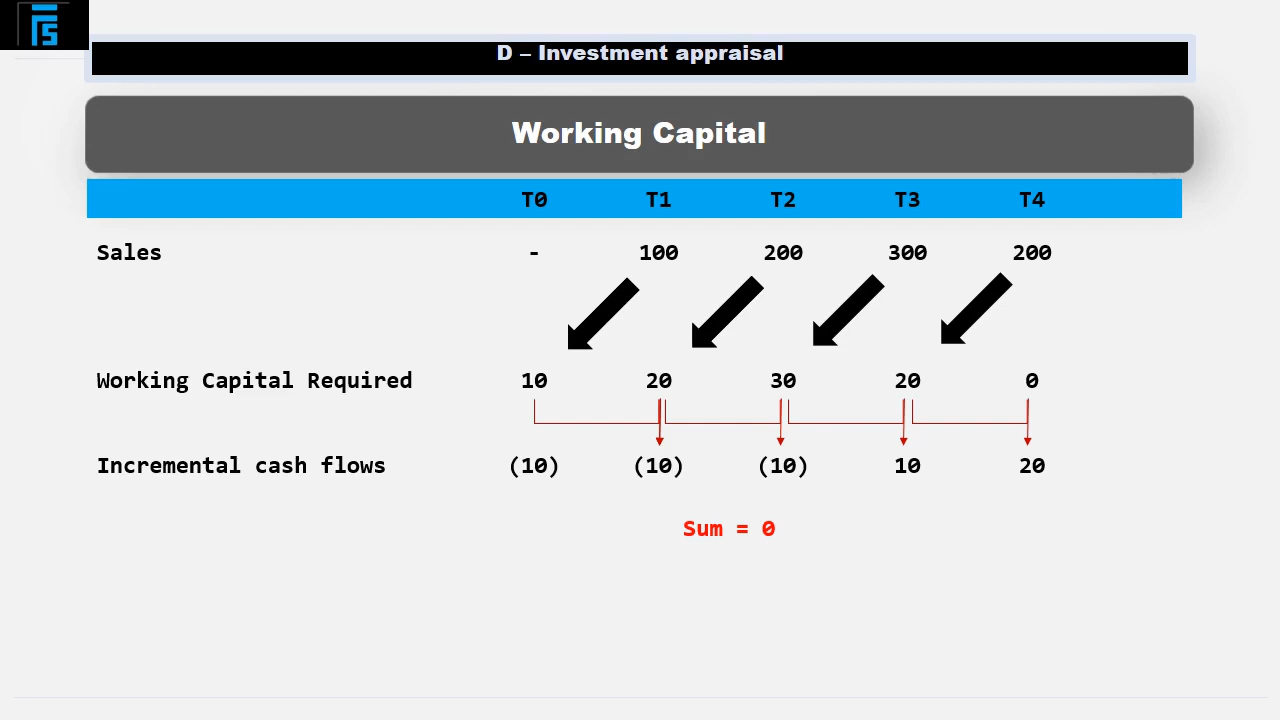 FTS
D – Investment appraisal
Working Capital
T0 T1 T2 T3 T4
Sales - 100 200 300 200
Working Capital Required 10 20 30 20 0
Incremental cash flows (10) (10) (10) 10 20
Sum = 0